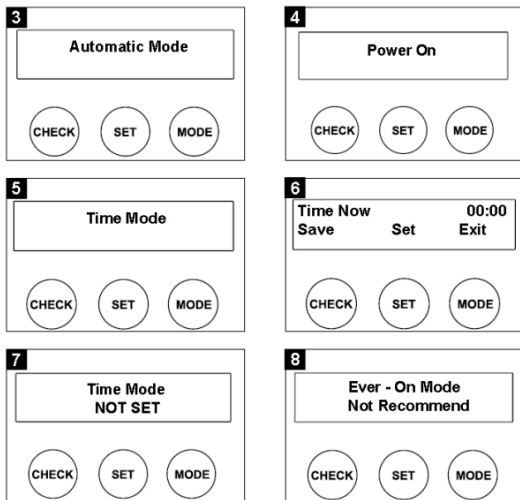 3
Automatic Mode
CHECK SET MODE
4
Power On
CHECK SET MODE
5
Time Mode
CHECK SET MODE
6
Time Now 00:00
Save Set Exit
CHECK SET MODE
7
Time Mode
NOT SET
CHECK SET MODE
8
Ever - On Mode
Not Recommend
CHECK SET MODE